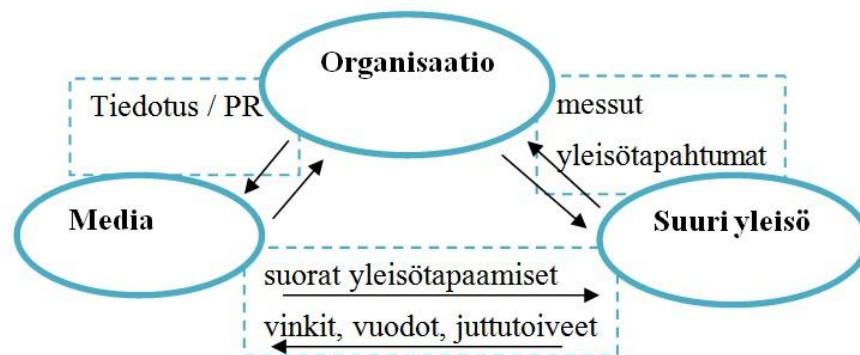 Organisaatio
Tiedotus / PR
messut
yleisötapahtumat
Media
Suuri yleisö
suorat yleisötapaamiset
vinkit, vuodot, juttutoiveet